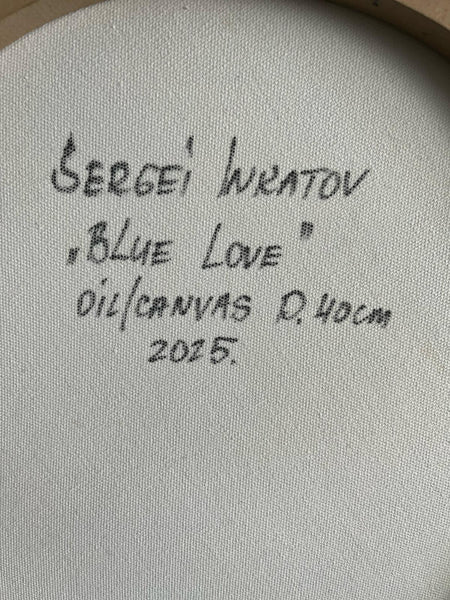 SERGEI INKATOV
„BLUE LOVE"
OIL/CANVAS D. 40cm
2025.